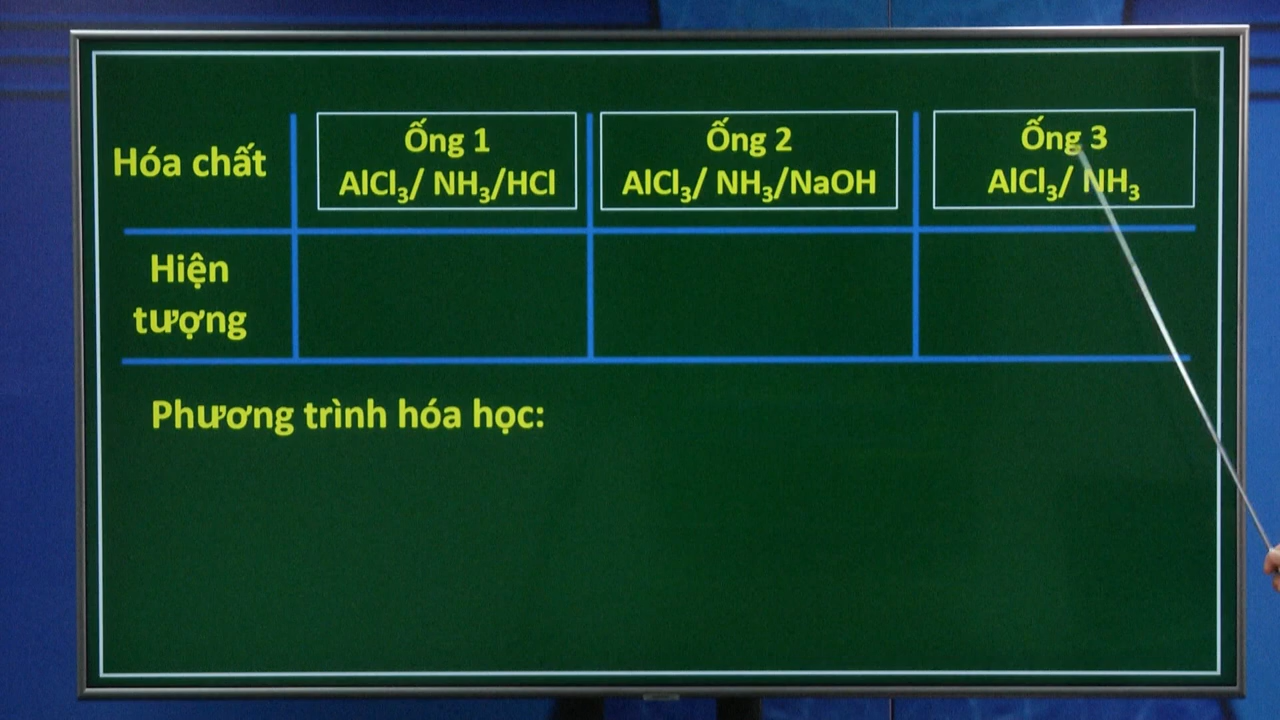 Hóa chất
Ống 1
AlCl₃/ NH₃/HCl
Ống 2
AlCl₃/ NH₃/NaOH
Ống 3
AlCl₃/ NH₃
Hiện
tượng
Phương trình hóa học: